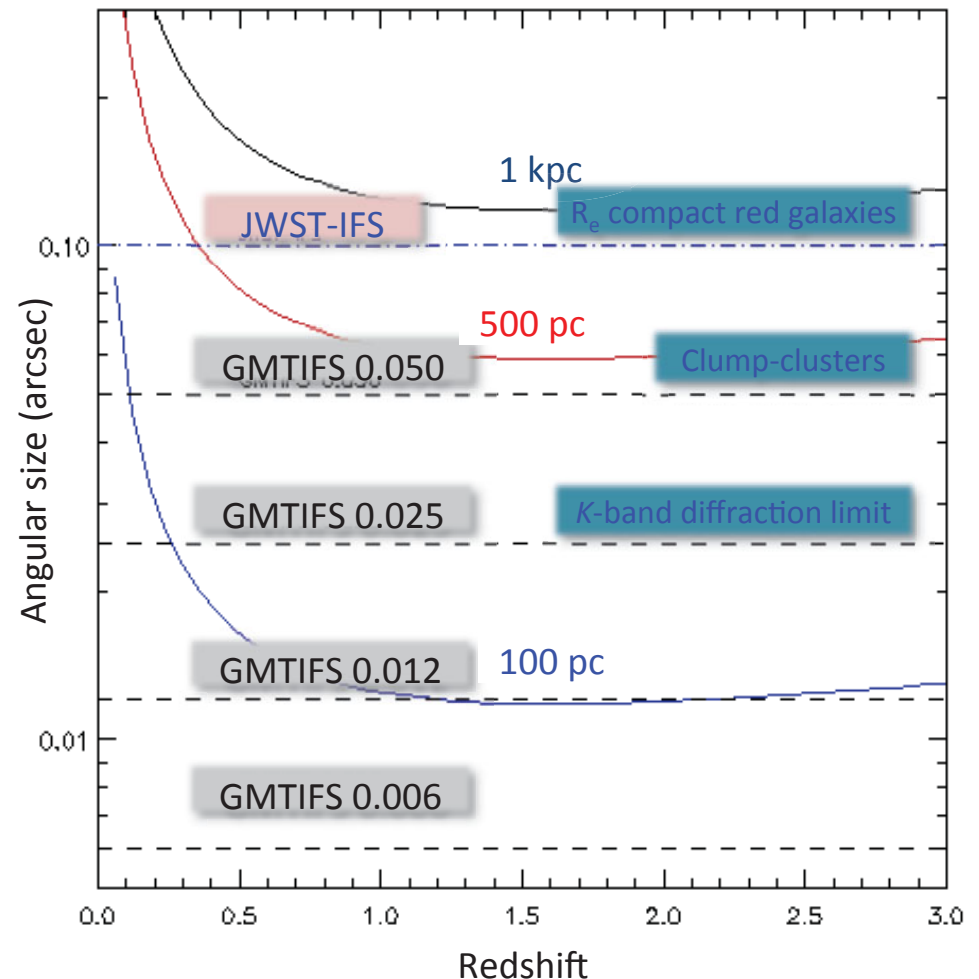 1 kpc
JWST-IFS
Rₑ compact red galaxies
0.10
500 pc
GMTIFS 0.050
Clump-clusters
GMTIFS 0.025
K-band diffraction limit
GMTIFS 0.012
100 pc
0.01
GMTIFS 0.006
0.0 0.5 1.0 1.5 2.0 2.5 3.0
Redshift
Angular size (arcsec)